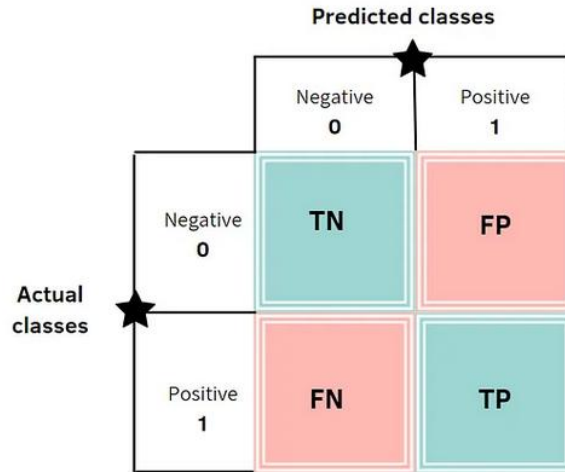 Predicted classes
Negative
0
Positive
1
Negative
0
TN
FP
Actual
classes
Positive
1
FN
TP